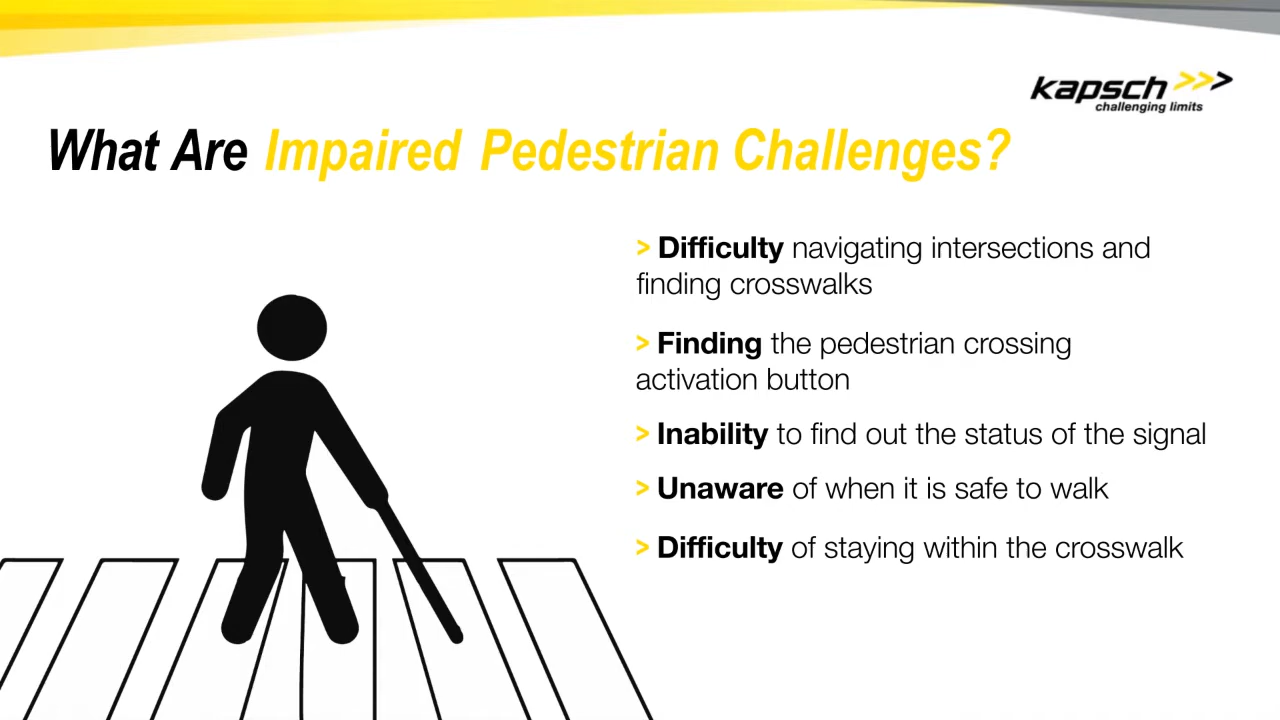 kapsch >>>
challenging limits
What Are Impaired Pedestrian Challenges?
> Difficulty navigating intersections and
finding crosswalks
> Finding the pedestrian crossing
activation button
> Inability to find out the status of the signal
> Unaware of when it is safe to walk
> Difficulty of staying within the crosswalk